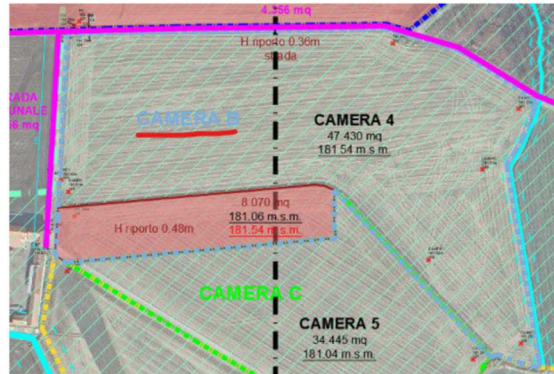 4.356 mq
H riporto 0.36m
strada
CAMERA B
CAMERA 4
47.430 mq
181.54 m.s.m.
8.070 mq
H riporto 0.48m
181.06 m.s.m.
181.54 m.s.m.
CAMERA C
CAMERA 5
34.445 mq
181.04 m.s.m.